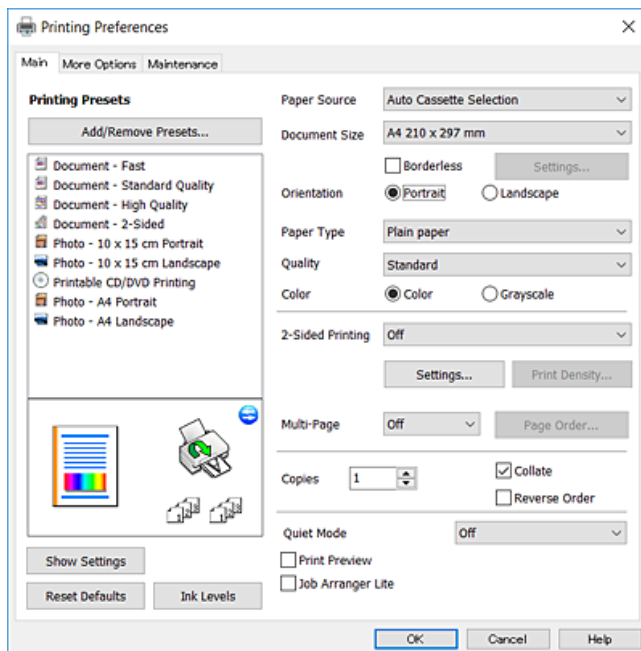 Printing Preferences
Main
More Options
Maintenance
Printing Presets
Add/Remove Presets...
Document - Fast
Document - Standard Quality
Document - High Quality
Document - 2-Sided
Photo - 10 x 15 cm Portrait
Photo - 10 x 15 cm Landscape
Printable CD/DVD Printing
Photo - A4 Portrait
Photo - A4 Landscape
Show Settings
Reset Defaults
Ink Levels
Paper Source
Auto Cassette Selection
Document Size
A4 210 x 297 mm
Borderless
Settings...
Orientation
Portrait
Landscape
Paper Type
Plain paper
Quality
Standard
Color
Color
Grayscale
2-Sided Printing
Off
Settings...
Print Density...
Multi-Page
Off
Page Order...
Copies
1
Collate
Reverse Order
Quiet Mode
Off
Print Preview
Job Arranger Lite
OK
Cancel
Help